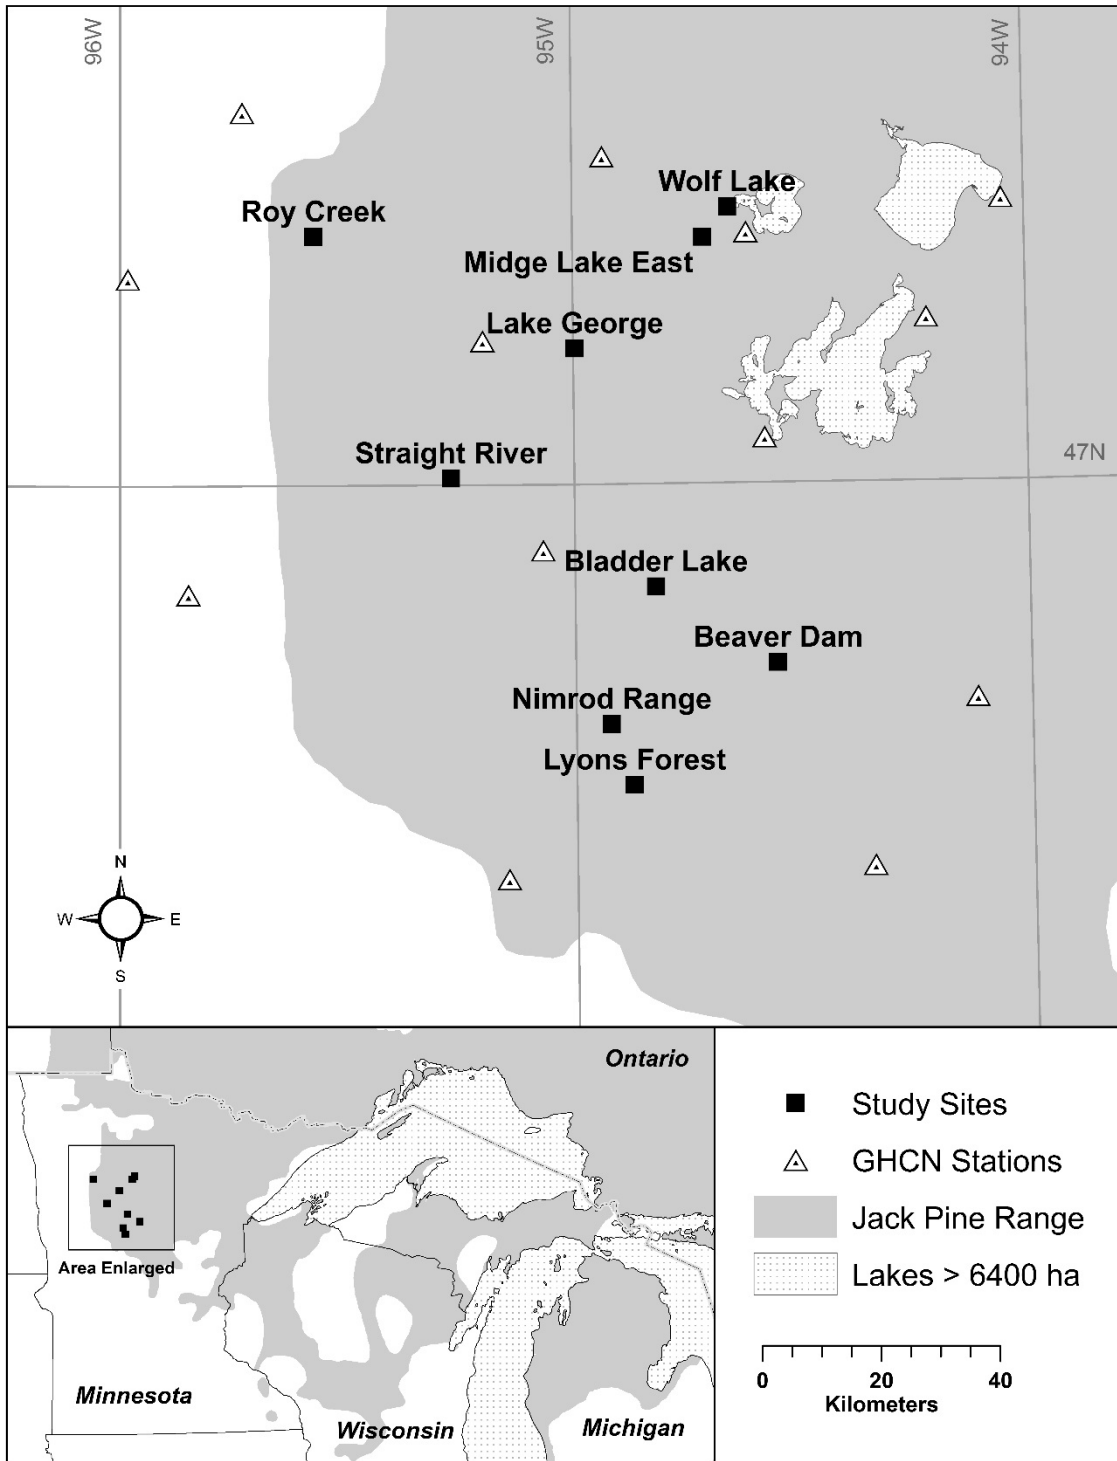 96W
95W
94W
Wolf Lake
Roy Creek
Midge Lake East
Lake George
Straight River
47N
Bladder Lake
Beaver Dam
Nimrod Range
Lyons Forest
N
W
E
S
Ontario
Area Enlarged
Minnesota
Wisconsin
Michigan
Study Sites
GHCN Stations
Jack Pine Range
Lakes > 6400 ha
0 20 40
Kilometers